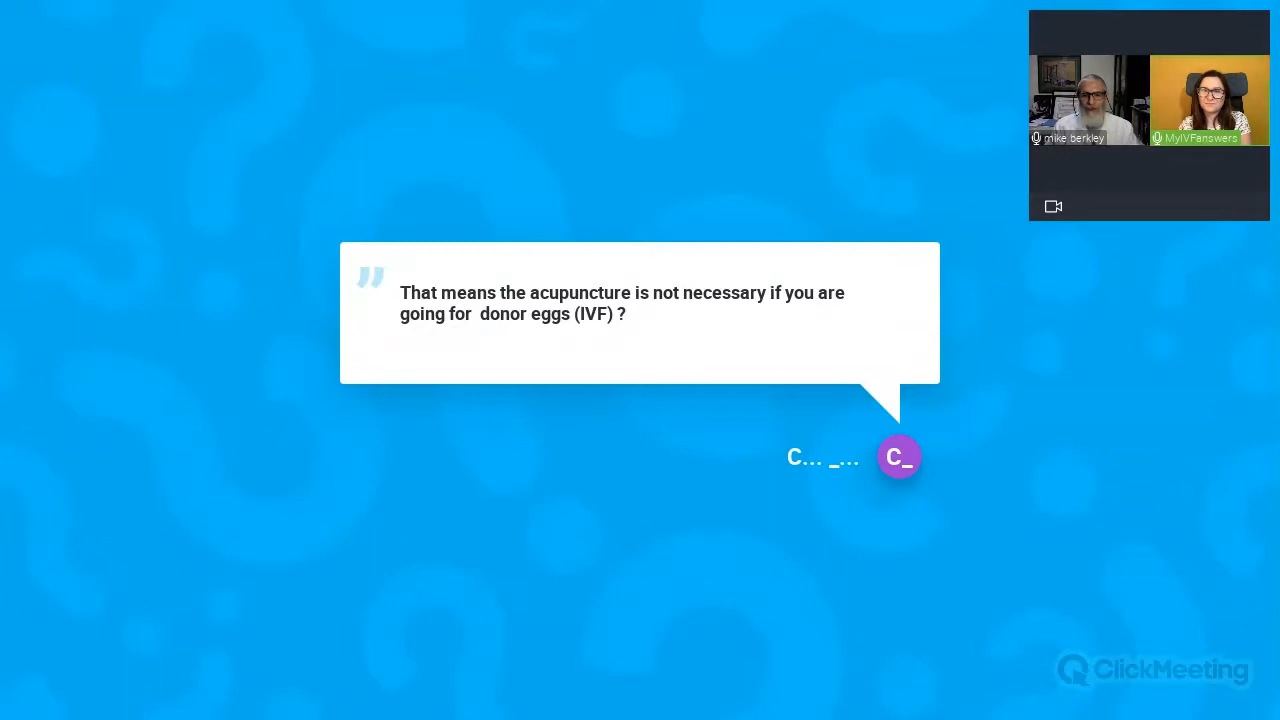 mike berkley
MyIVFanswers
”
That means the acupuncture is not necessary if you are
going for  donor eggs (IVF) ?
C... _...
C_
ClickMeeting